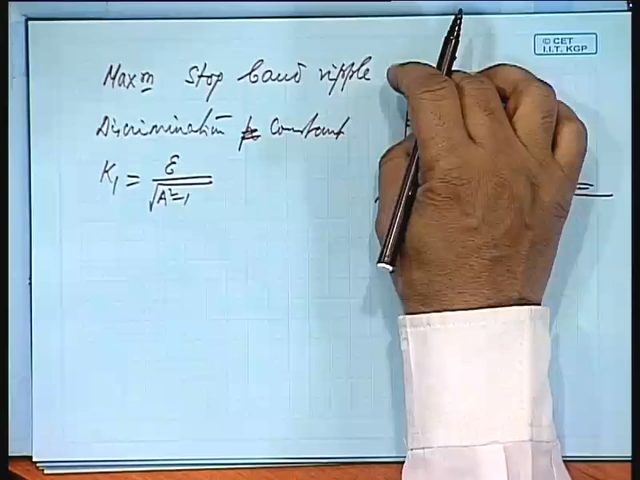 © CET
I.I.T. KGP
Maxm Stop band ripple
Discrimination Constant
K1 = ε / √A²-1